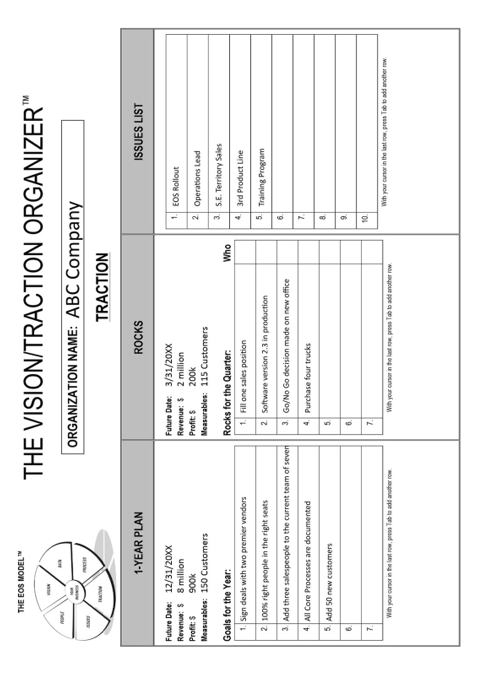 THE EOS MODEL™
VISION
DATA
PROCESS
TRACTION
ISSUES
PEOPLE
YOUR BUSINESS
THE VISION/TRACTION ORGANIZER™
ORGANIZATION NAME: ABC Company
TRACTION
1-YEAR PLAN
Future Date: 12/31/20XX
Revenue: $ 8 million
Profit: $ 900k
Measurables: 150 Customers
Goals for the Year:
1. Sign deals with two premier vendors
2. 100% right people in the right seats
3. Add three salespeople to the current team of seven
4. All Core Processes are documented
5. Add 50 new customers
6.
7.
With your cursor in the last row, press Tab to add another row.
ROCKS
Future Date: 3/31/20XX
Revenue: $ 2 million
Profit: $ 200k
Measurables: 115 Customers
Rocks for the Quarter: Who
1. Fill one sales position
2. Software version 2.3 in production
3. Go/No Go decision made on new office
4. Purchase four trucks
5.
6.
7.
With your cursor in the last row, press Tab to add another row.
ISSUES LIST
1. EOS Rollout
2. Operations Lead
3. S.E. Territory Sales
4. 3rd Product Line
5. Training Program
6.
7.
8.
9.
10.
With your cursor in the last row, press Tab to add another row.